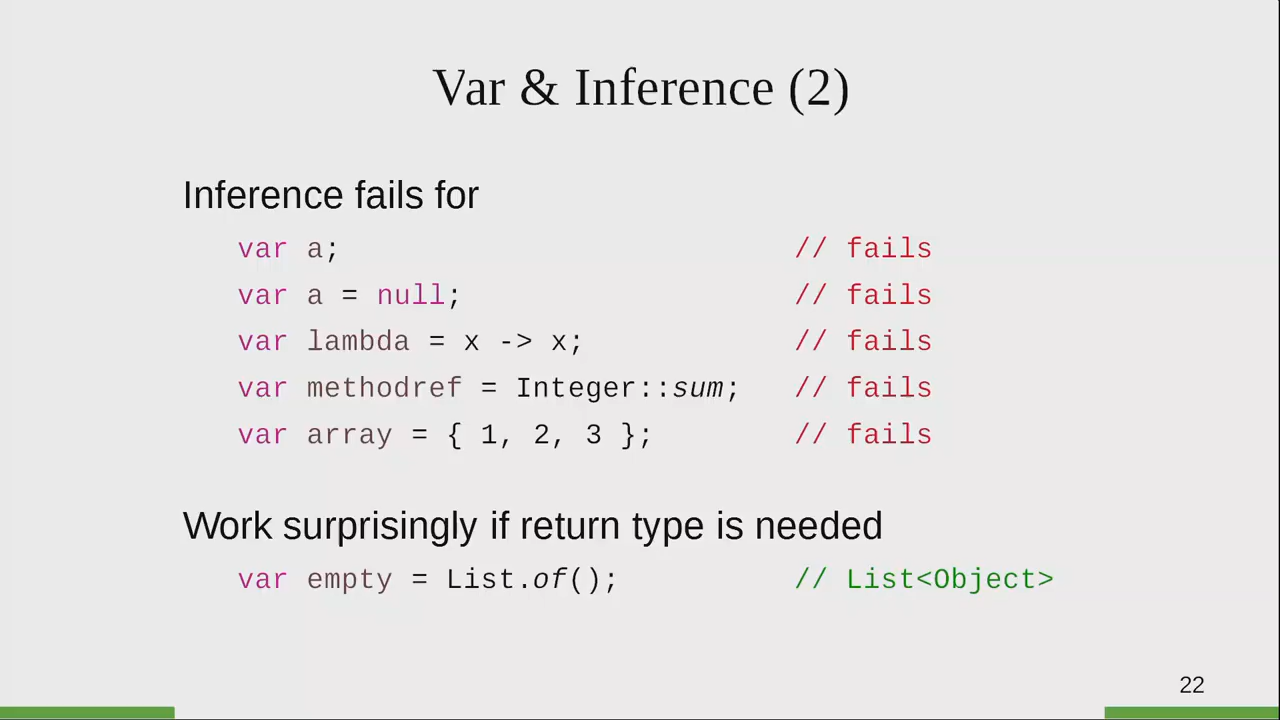 Var & Inference (2)
Inference fails for
var a; // fails
var a = null; // fails
var lambda = x -> x; // fails
var methodref = Integer::sum; // fails
var array = { 1, 2, 3 }; // fails
Work surprisingly if return type is needed
var empty = List.of(); // List<Object>
22